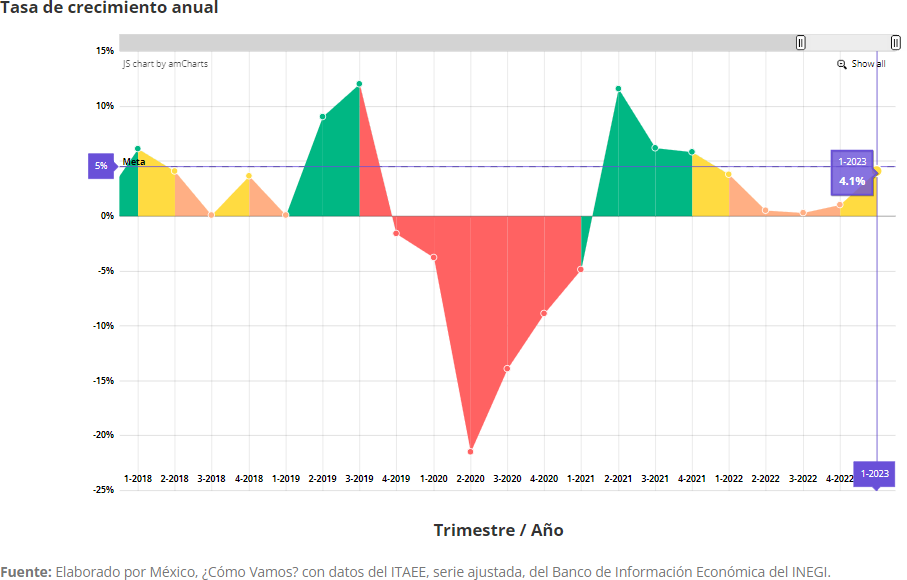 Tasa de crecimiento anual
15%
JS chart by amCharts
Show all
10%
Meta
5%
1-2023
4.1%
0%
-5%
-10%
-15%
-20%
-25%
1-2018 2-2018 3-2018 4-2018 1-2019 2-2019 3-2019 4-2019 1-2020 2-2020 3-2020 4-2020 1-2021 2-2021 3-2021 4-2021 1-2022 2-2022 3-2022 4-2022 1-2023
Trimestre / Año
Fuente: Elaborado por México, ¿Cómo Vamos? con datos del ITAEE, serie ajustada, del Banco de Información Económica del INEGI.